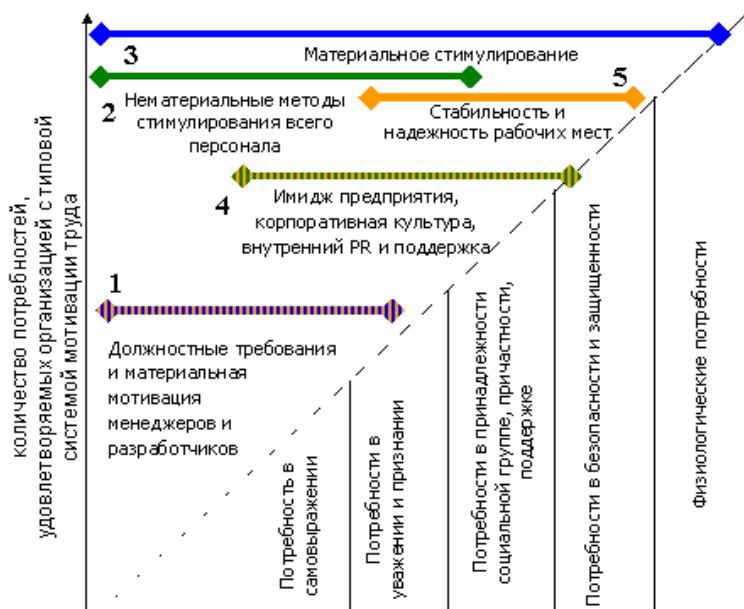 3
Материальное стимулирование
5
2
Нематериальные методы
стимулирования всего
персонала
Стабильность и
надежность рабочих мест
4
Имидж предприятия,
корпоративная культура,
внутренний PR и поддержка
1
Должностные требования
и материальная
мотивация
менеджеров и
разработчиков
количество потребностей,
удовлетворяемых организацией с типовой
системой мотивации труда
Потребность в
самовыражении
Потребности в
уважении и признании
Потребности в принадлежности
социальной группе, причастности,
поддержке
Потребности в безопасности и защищенности
Физиологические потребности